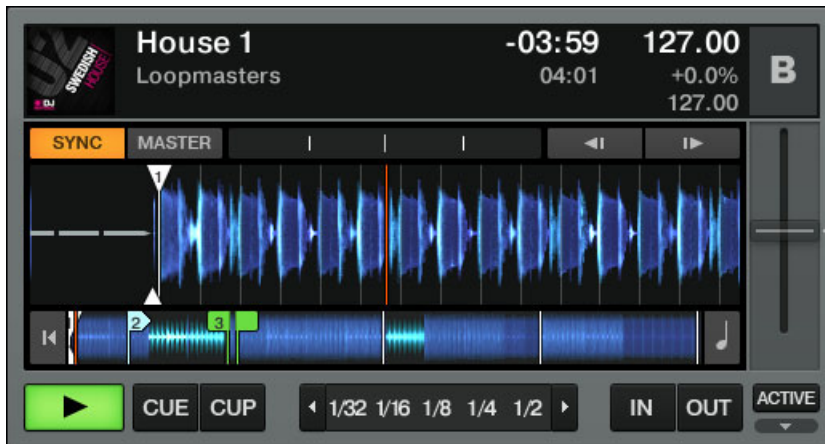 SWEDISH HOUSE
DJ
House 1
-03:59
127.00
B
Loopmasters
04:01
+0.0%
127.00
SYNC
MASTER
1
2
3
CUE
CUP
1/32 1/16 1/8 1/4 1/2
IN
OUT
ACTIVE